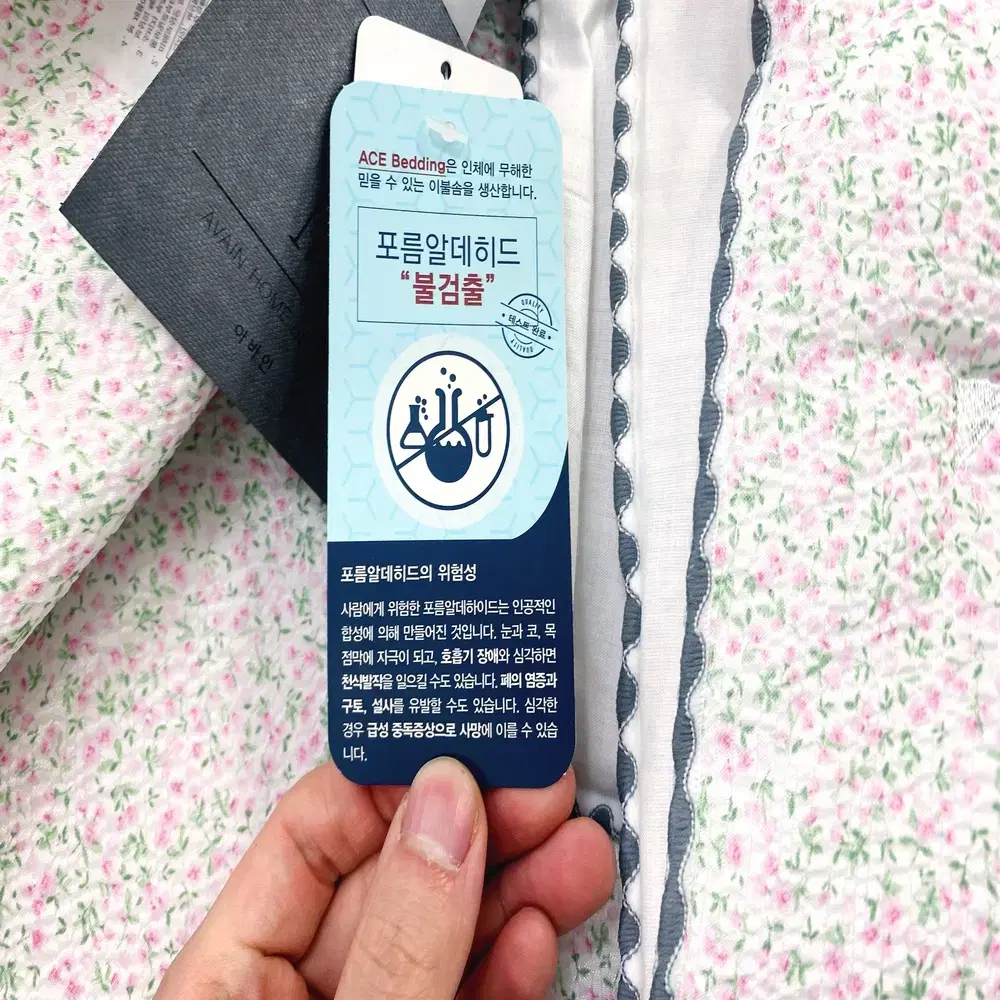 ACE Bedding은 인체에 무해한
믿을 수 있는 이불솜을 생산합니다.
포름알데히드
“불검출”
QUALITY
•테스트 완료•
QUALITY
포름알데히드의 위험성
사람에게 위험한 포름알데하이드는 인공적인
합성에 의해 만들어진 것입니다. 눈과 코, 목
점막에 자극이 되고, 호흡기 장애와 심각하면
천식발작을 일으킬 수도 있습니다. 폐의 염증과
구토, 설사를 유발할 수도 있습니다. 심각한
경우 급성 중독증상으로 사망에 이를 수 있습
니다.
AVAIN HOME
아바인